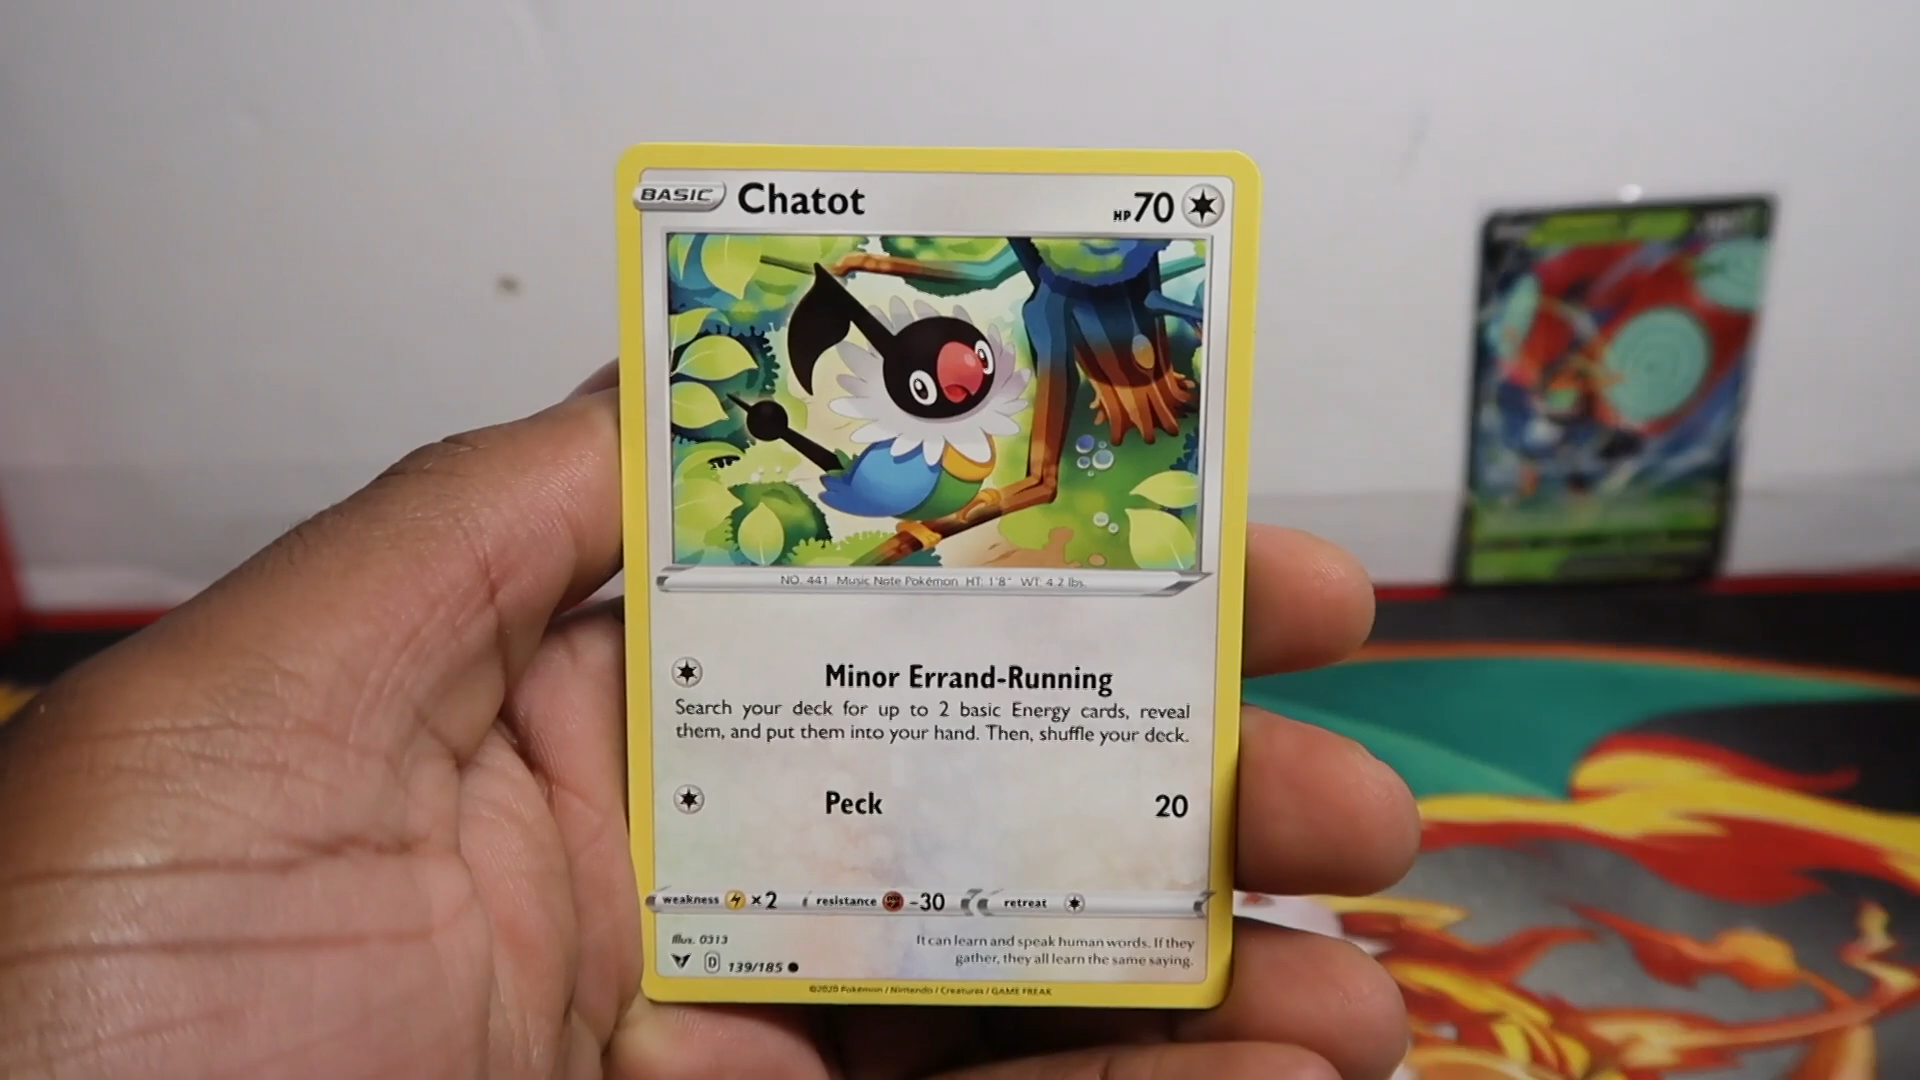 BASIC Chatot HP 70
NO. 441 Music Note Pokémon HT: 1'8" WT: 4.2 lbs.
Minor Errand-Running
Search your deck for up to 2 basic Energy cards, reveal
them, and put them into your hand. Then, shuffle your deck.
Peck 20
weakness ×2 resistance -30 retreat
Illus. 0313
It can learn and speak human words. If they
gather, they all learn the same saying.
D 139/185
©2020 Pokémon / Nintendo / Creatures / GAME FREAK